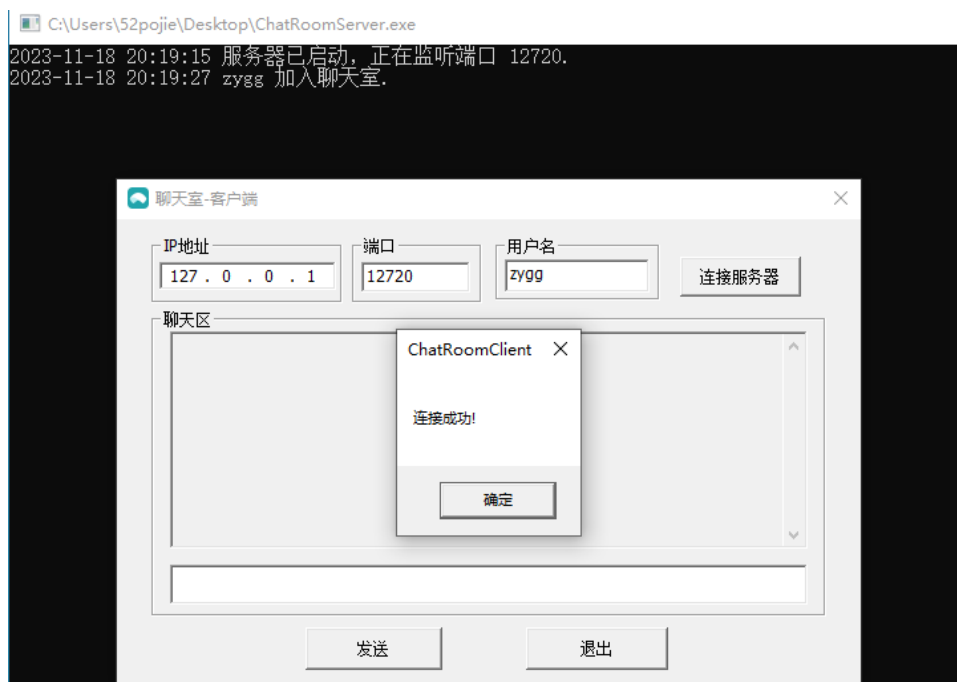 C:\Users\52pojie\Desktop\ChatRoomServer.exe
2023-11-18 20:19:15 服务器已启动, 正在监听端口 12720.
2023-11-18 20:19:27 zygg 加入聊天室.
聊天室-客户端
IP地址 端口 用户名
127 . 0 . 0 . 1 12720 zygg 连接服务器
聊天区
ChatRoomClient
连接成功!
确定
发送 退出